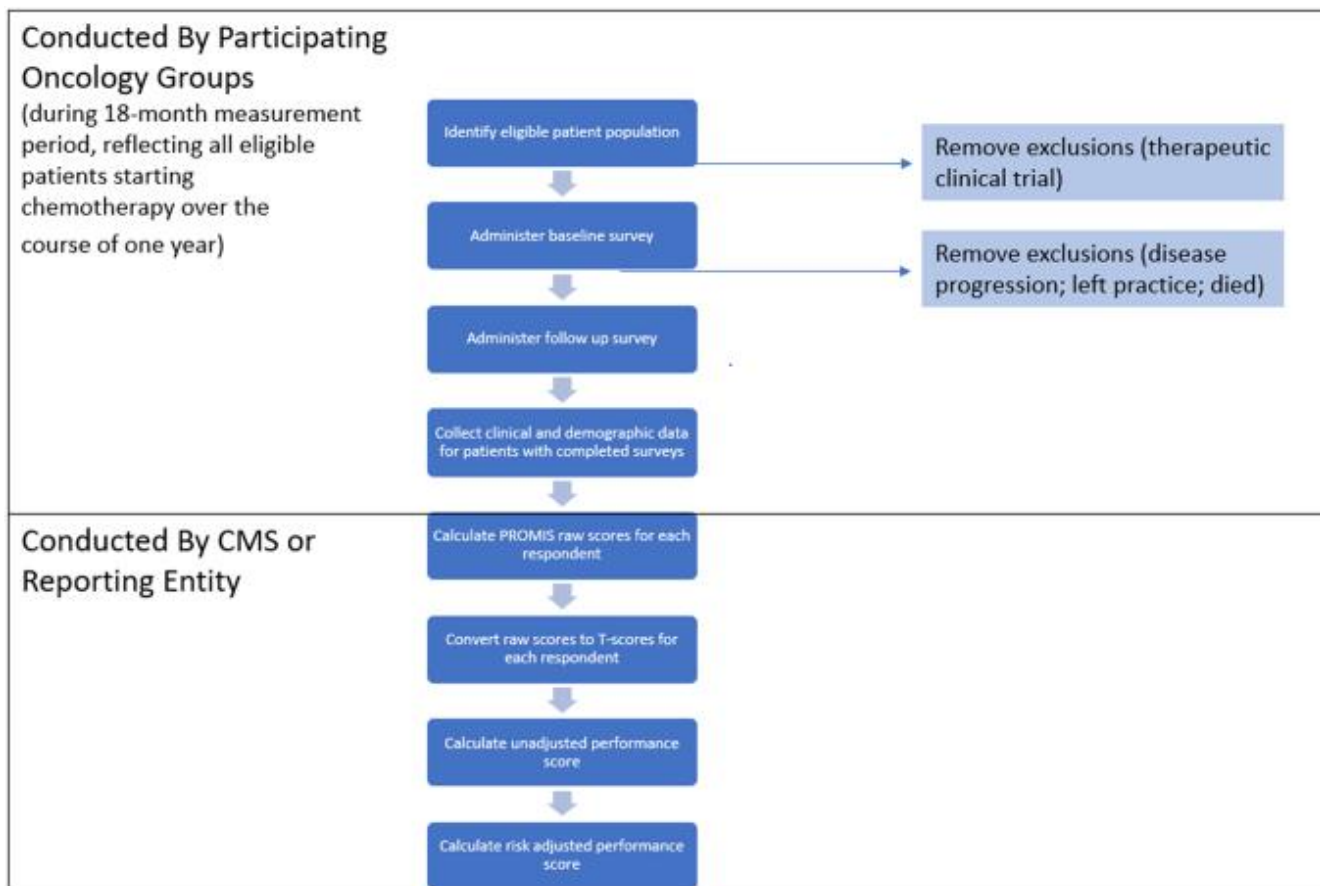 Conducted By Participating
Oncology Groups
(during 18-month measurement
period, reflecting all eligible
patients starting
chemotherapy over the
course of one year)
Identify eligible patient population
Remove exclusions (therapeutic
clinical trial)
Administer baseline survey
Remove exclusions (disease
progression; left practice; died)
Administer follow up survey
Collect clinical and demographic data
for patients with completed surveys
Conducted By CMS or
Reporting Entity
Calculate PROMIS raw scores for each
respondent
Convert raw scores to T-scores for
each respondent
Calculate unadjusted performance
score
Calculate risk adjusted performance
score